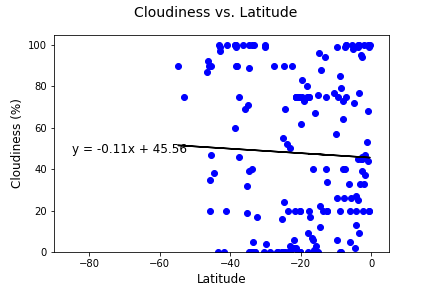 Cloudiness vs. Latitude
Cloudiness (%)
100
80
60
40
20
0
y = -0.11x + 45.56
−80
−60
−40
−20
0
Latitude